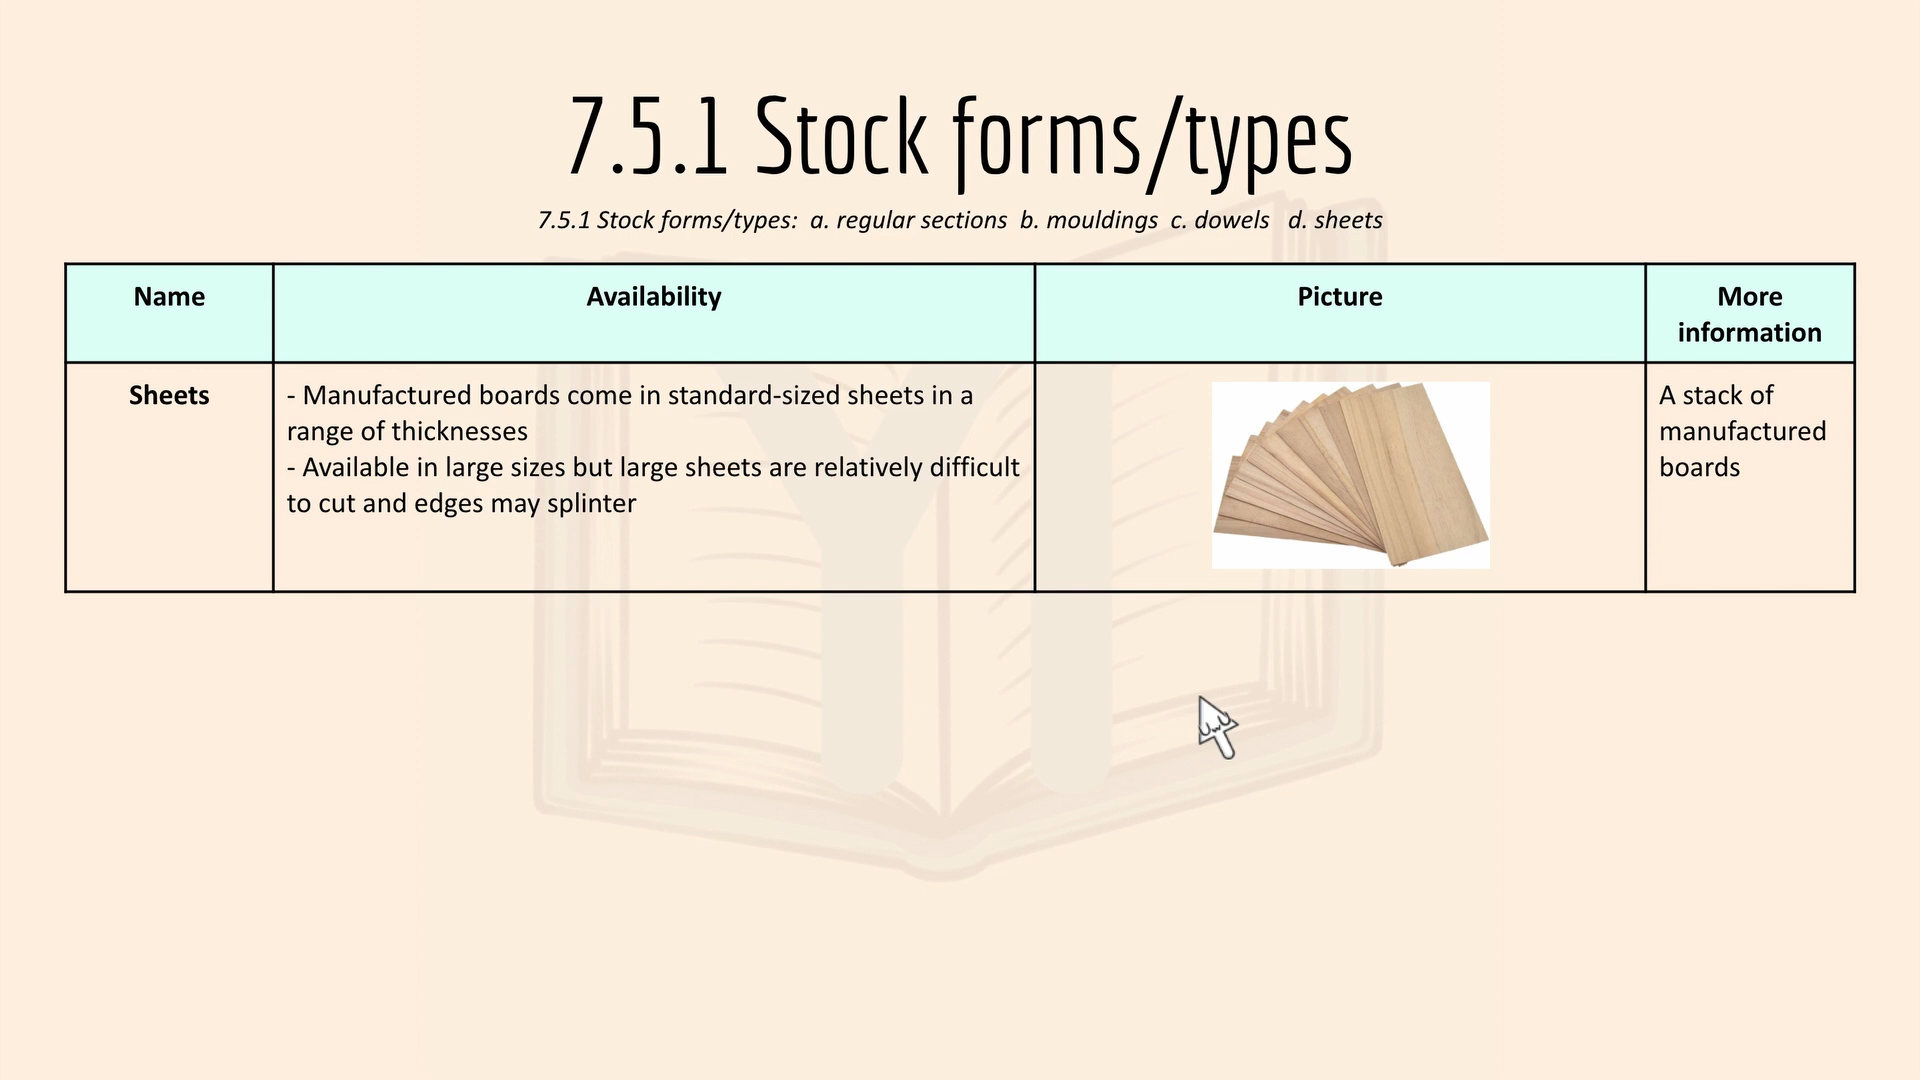 7.5.1 Stock forms/types
7.5.1 Stock forms/types: a. regular sections b. mouldings c. dowels d. sheets
Name
Availability
Picture
More
information
Sheets
- Manufactured boards come in standard-sized sheets in a
range of thicknesses
- Available in large sizes but large sheets are relatively difficult
to cut and edges may splinter
A stack of
manufactured
boards
YI
UwU